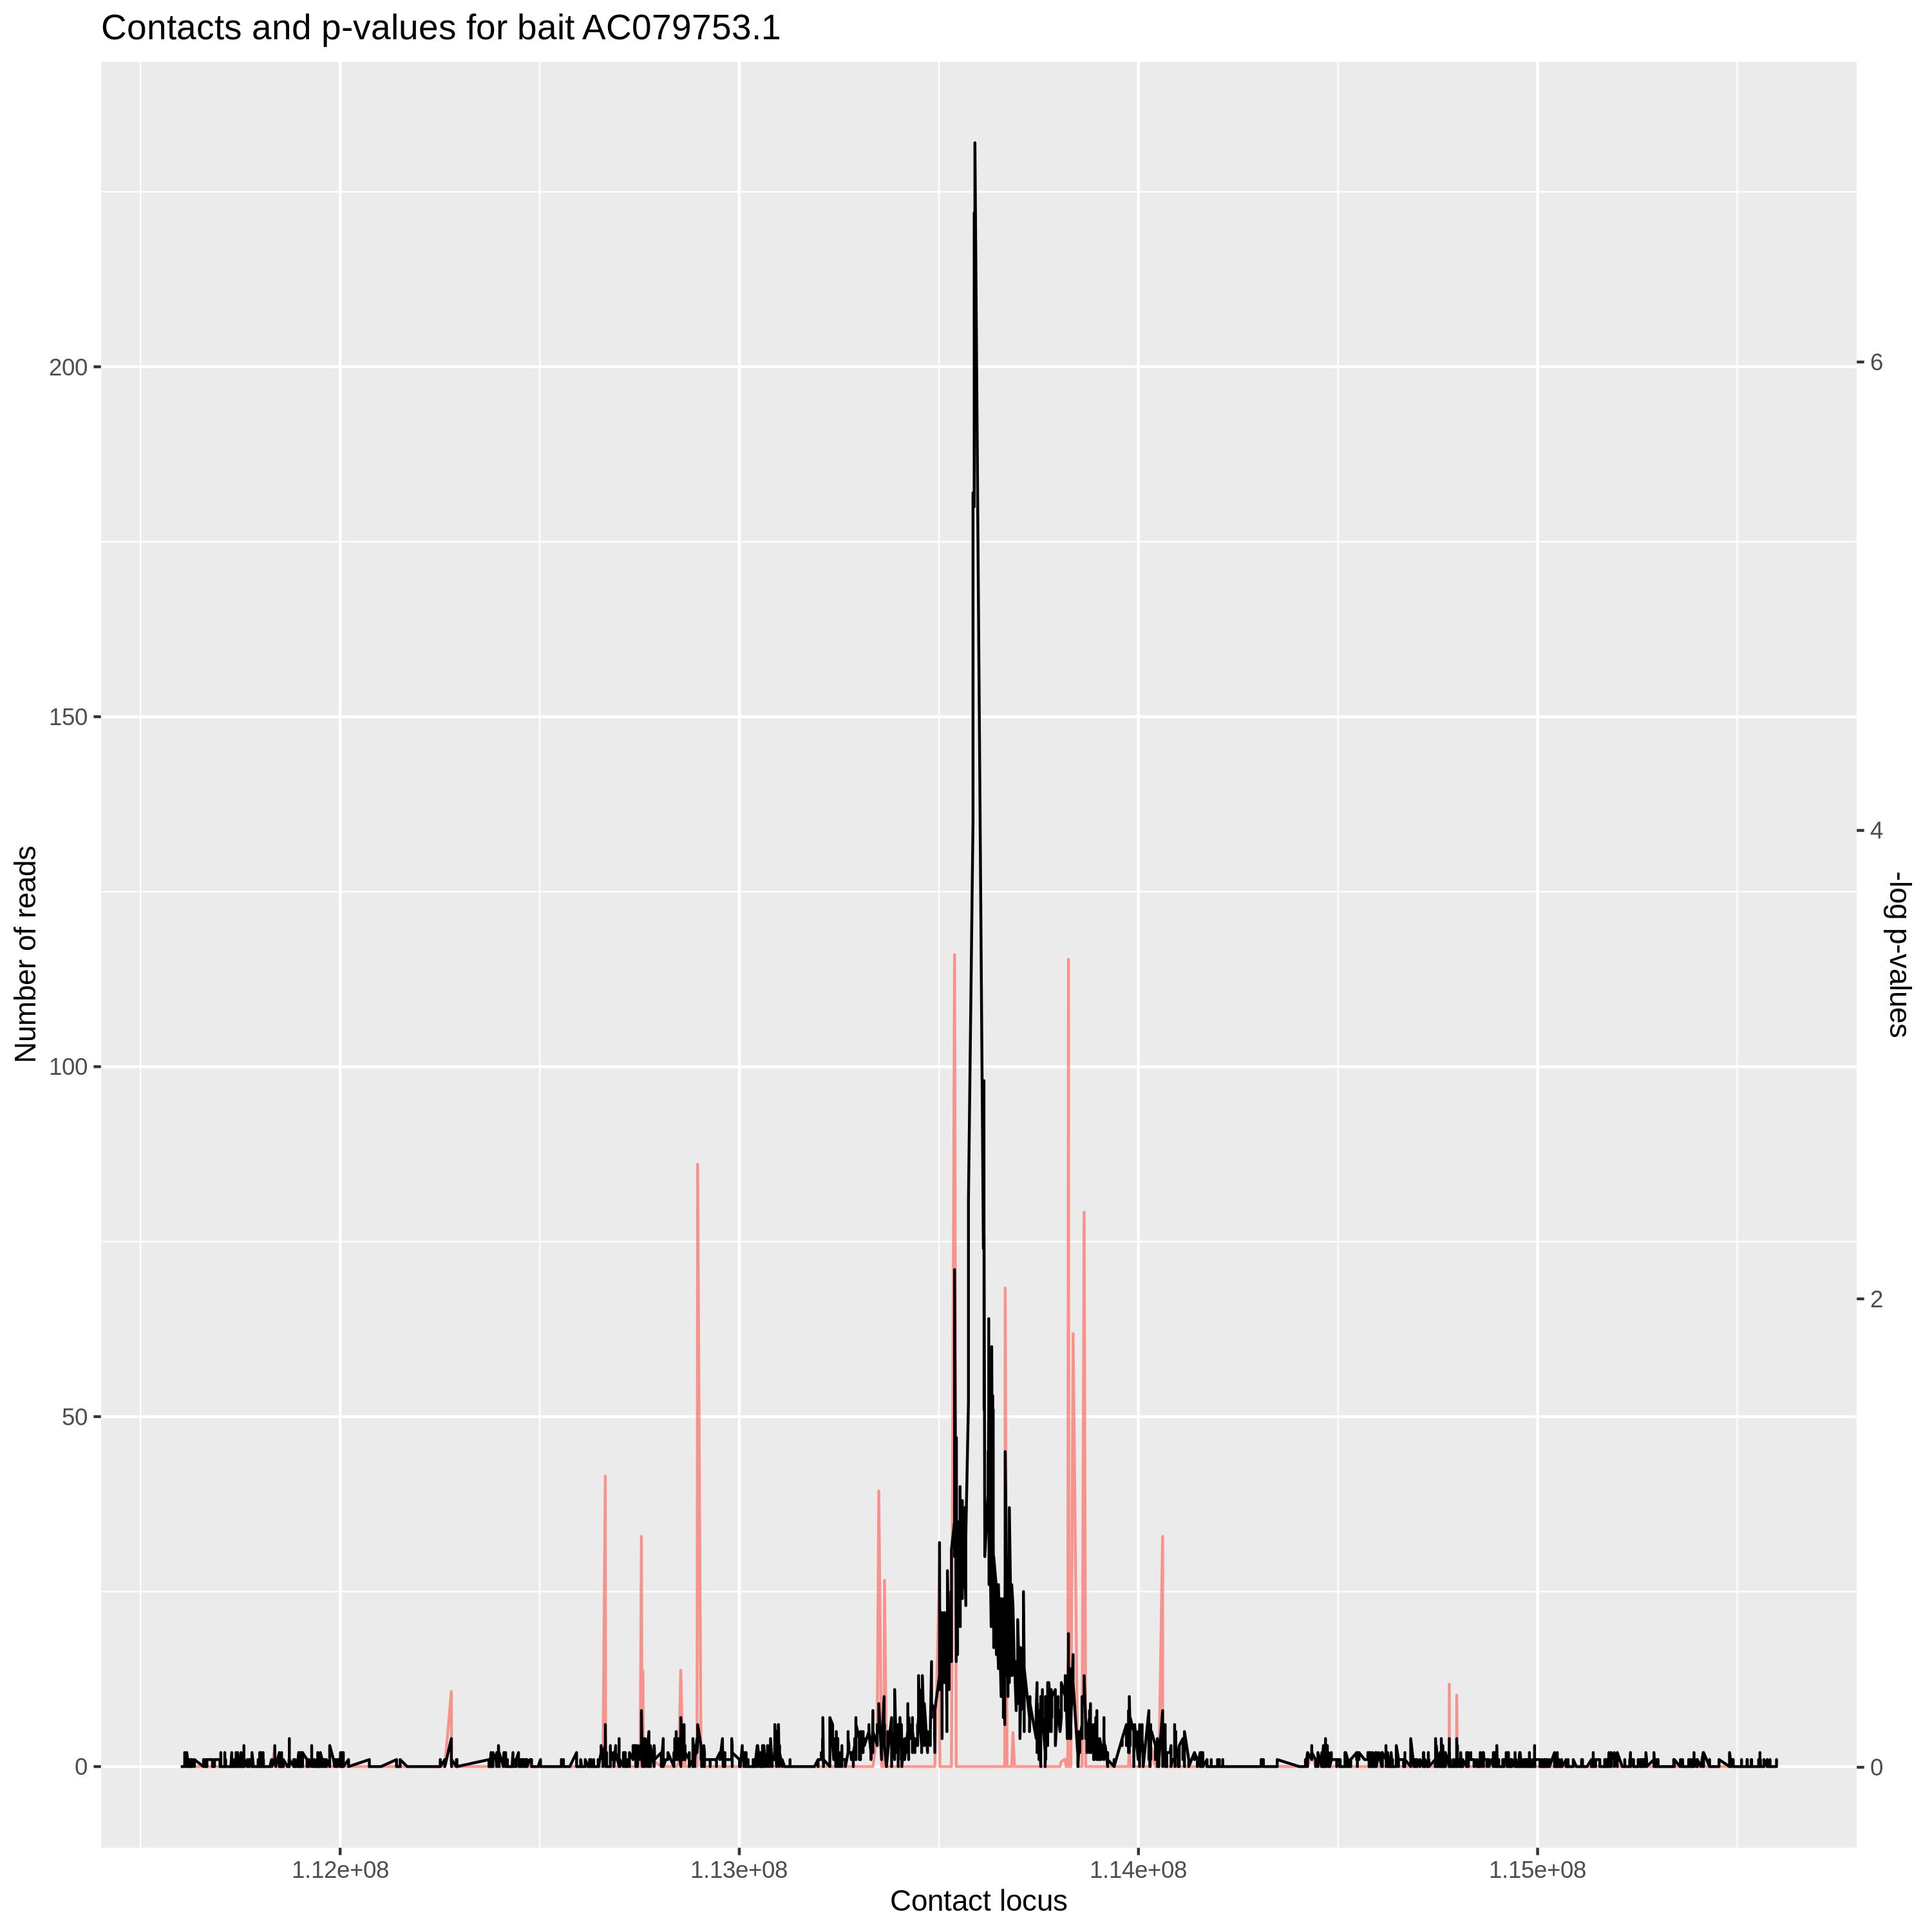 Contacts and p-values for bait AC079753.1
Number of reads
200
150
100
50
0
6
4
2
0
-log p-values
1.12e+08
1.13e+08
1.14e+08
1.15e+08
Contact locus